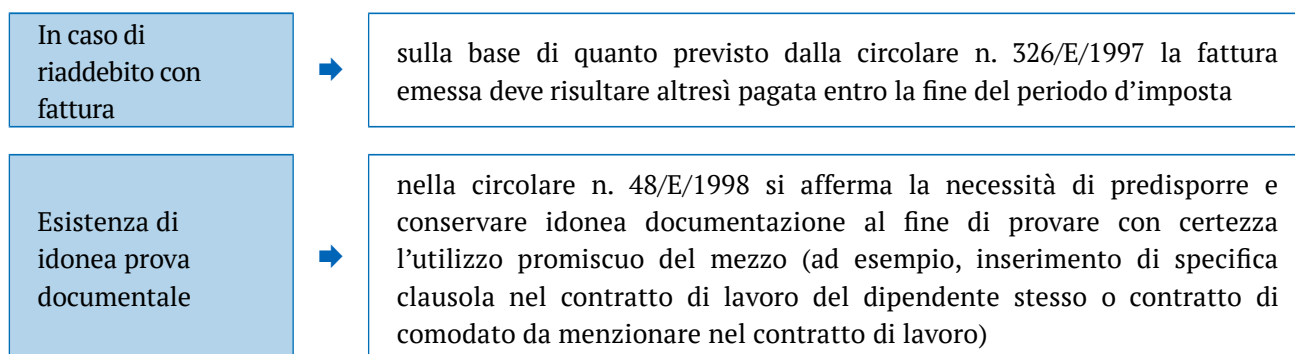 In caso di
riaddebito con
fattura
sulla base di quanto previsto dalla circolare n. 326/E/1997 la fattura
emessa deve risultare altresì pagata entro la fine del periodo d’imposta
Esistenza di
idonea prova
documentale
nella circolare n. 48/E/1998 si afferma la necessità di predisporre e
conservare idonea documentazione al fine di provare con certezza
l’utilizzo promiscuo del mezzo (ad esempio, inserimento di specifica
clausola nel contratto di lavoro del dipendente stesso o contratto di
comodato da menzionare nel contratto di lavoro)